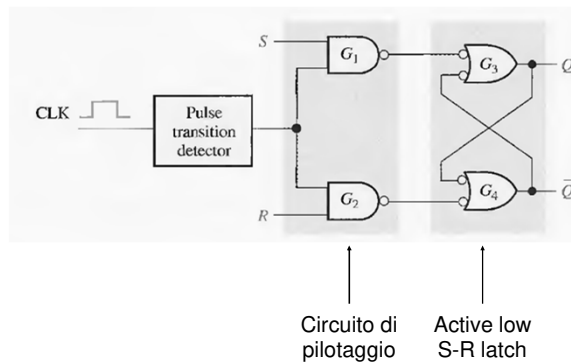 S
G1
G3
Q
CLK
Pulse
transition
detector
R
G2
G4
Q̅
Circuito di
pilotaggio
Active low
S-R latch